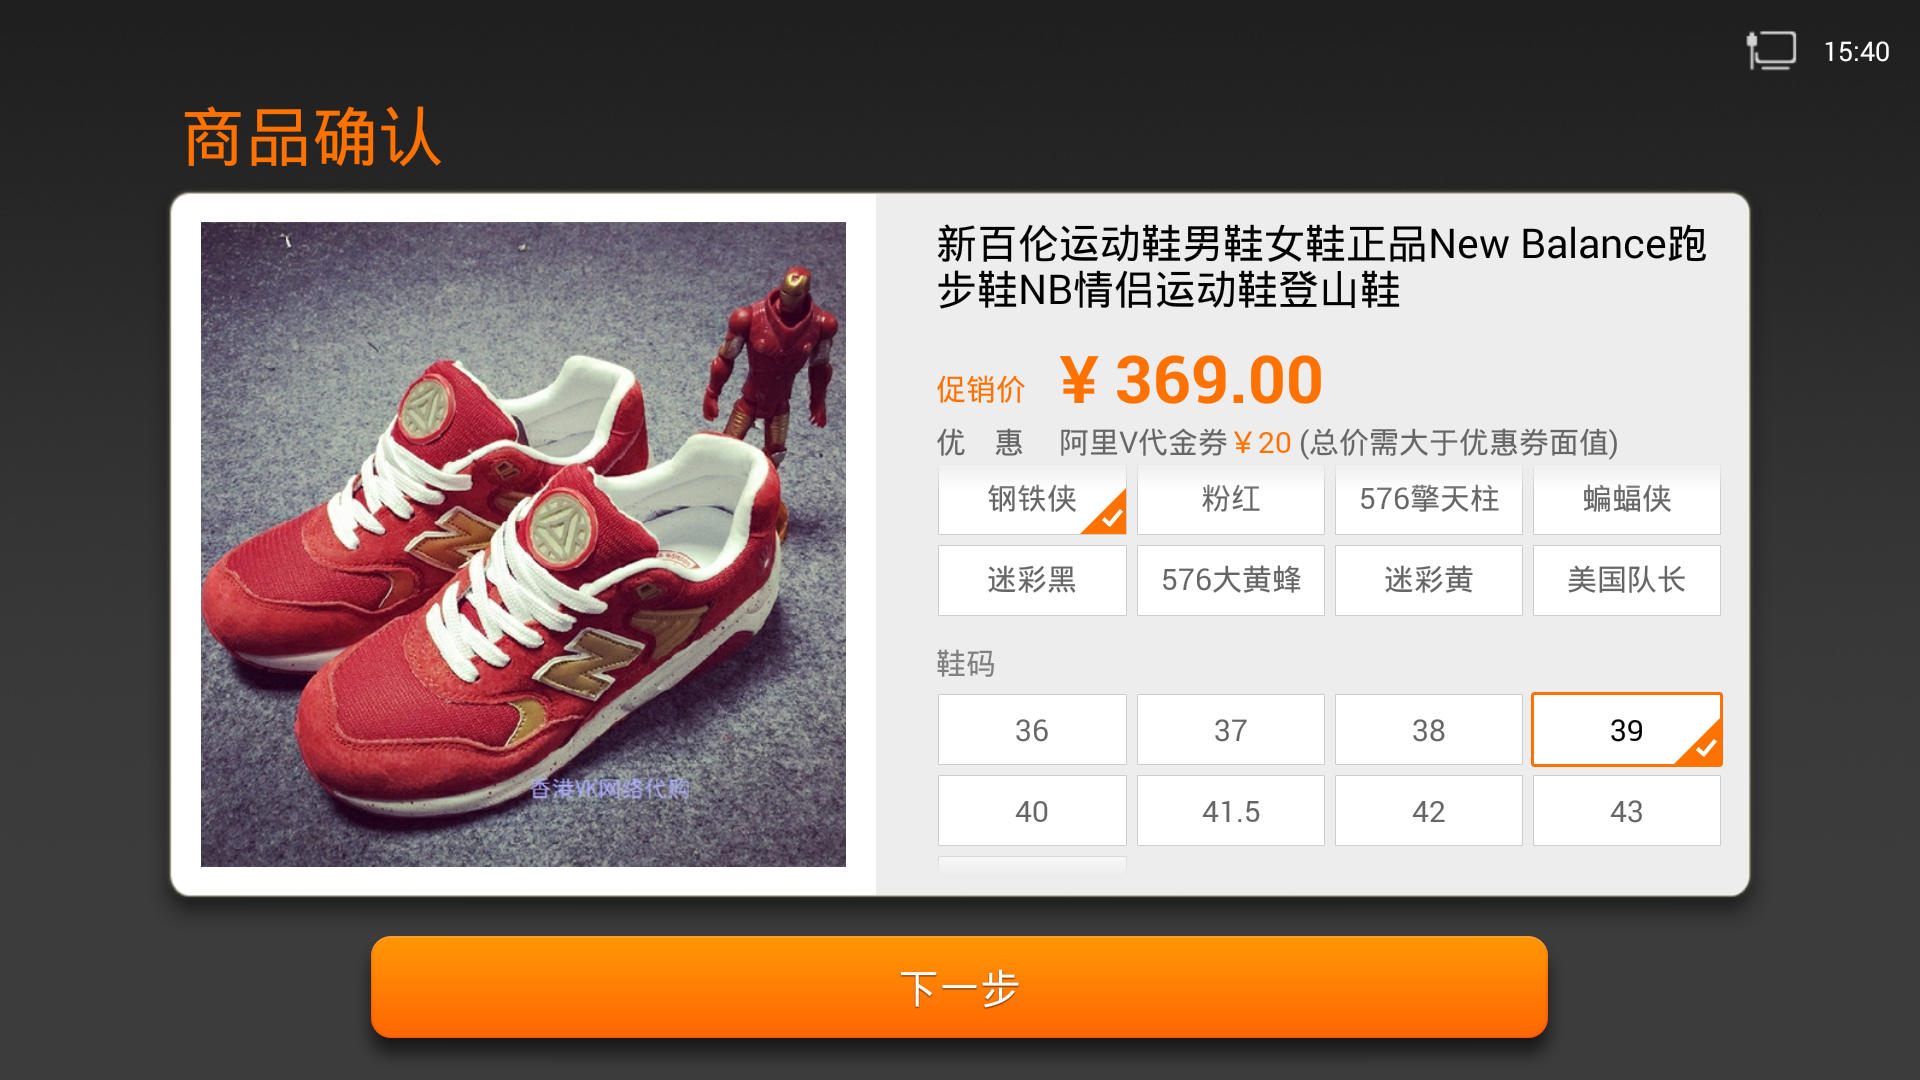 15:40
商品确认
新百伦运动鞋男鞋女鞋正品New Balance跑
步鞋NB情侣运动鞋登山鞋
促销价 ¥ 369.00
优 惠 阿里V代金券 ¥ 20 (总价需大于优惠券面值)
钢铁侠 粉红 576擎天柱 蝙蝠侠
迷彩黑 576大黄蜂 迷彩黄 美国队长
鞋码
36 37 38 39
40 41.5 42 43
香港VK网络代购
下一步